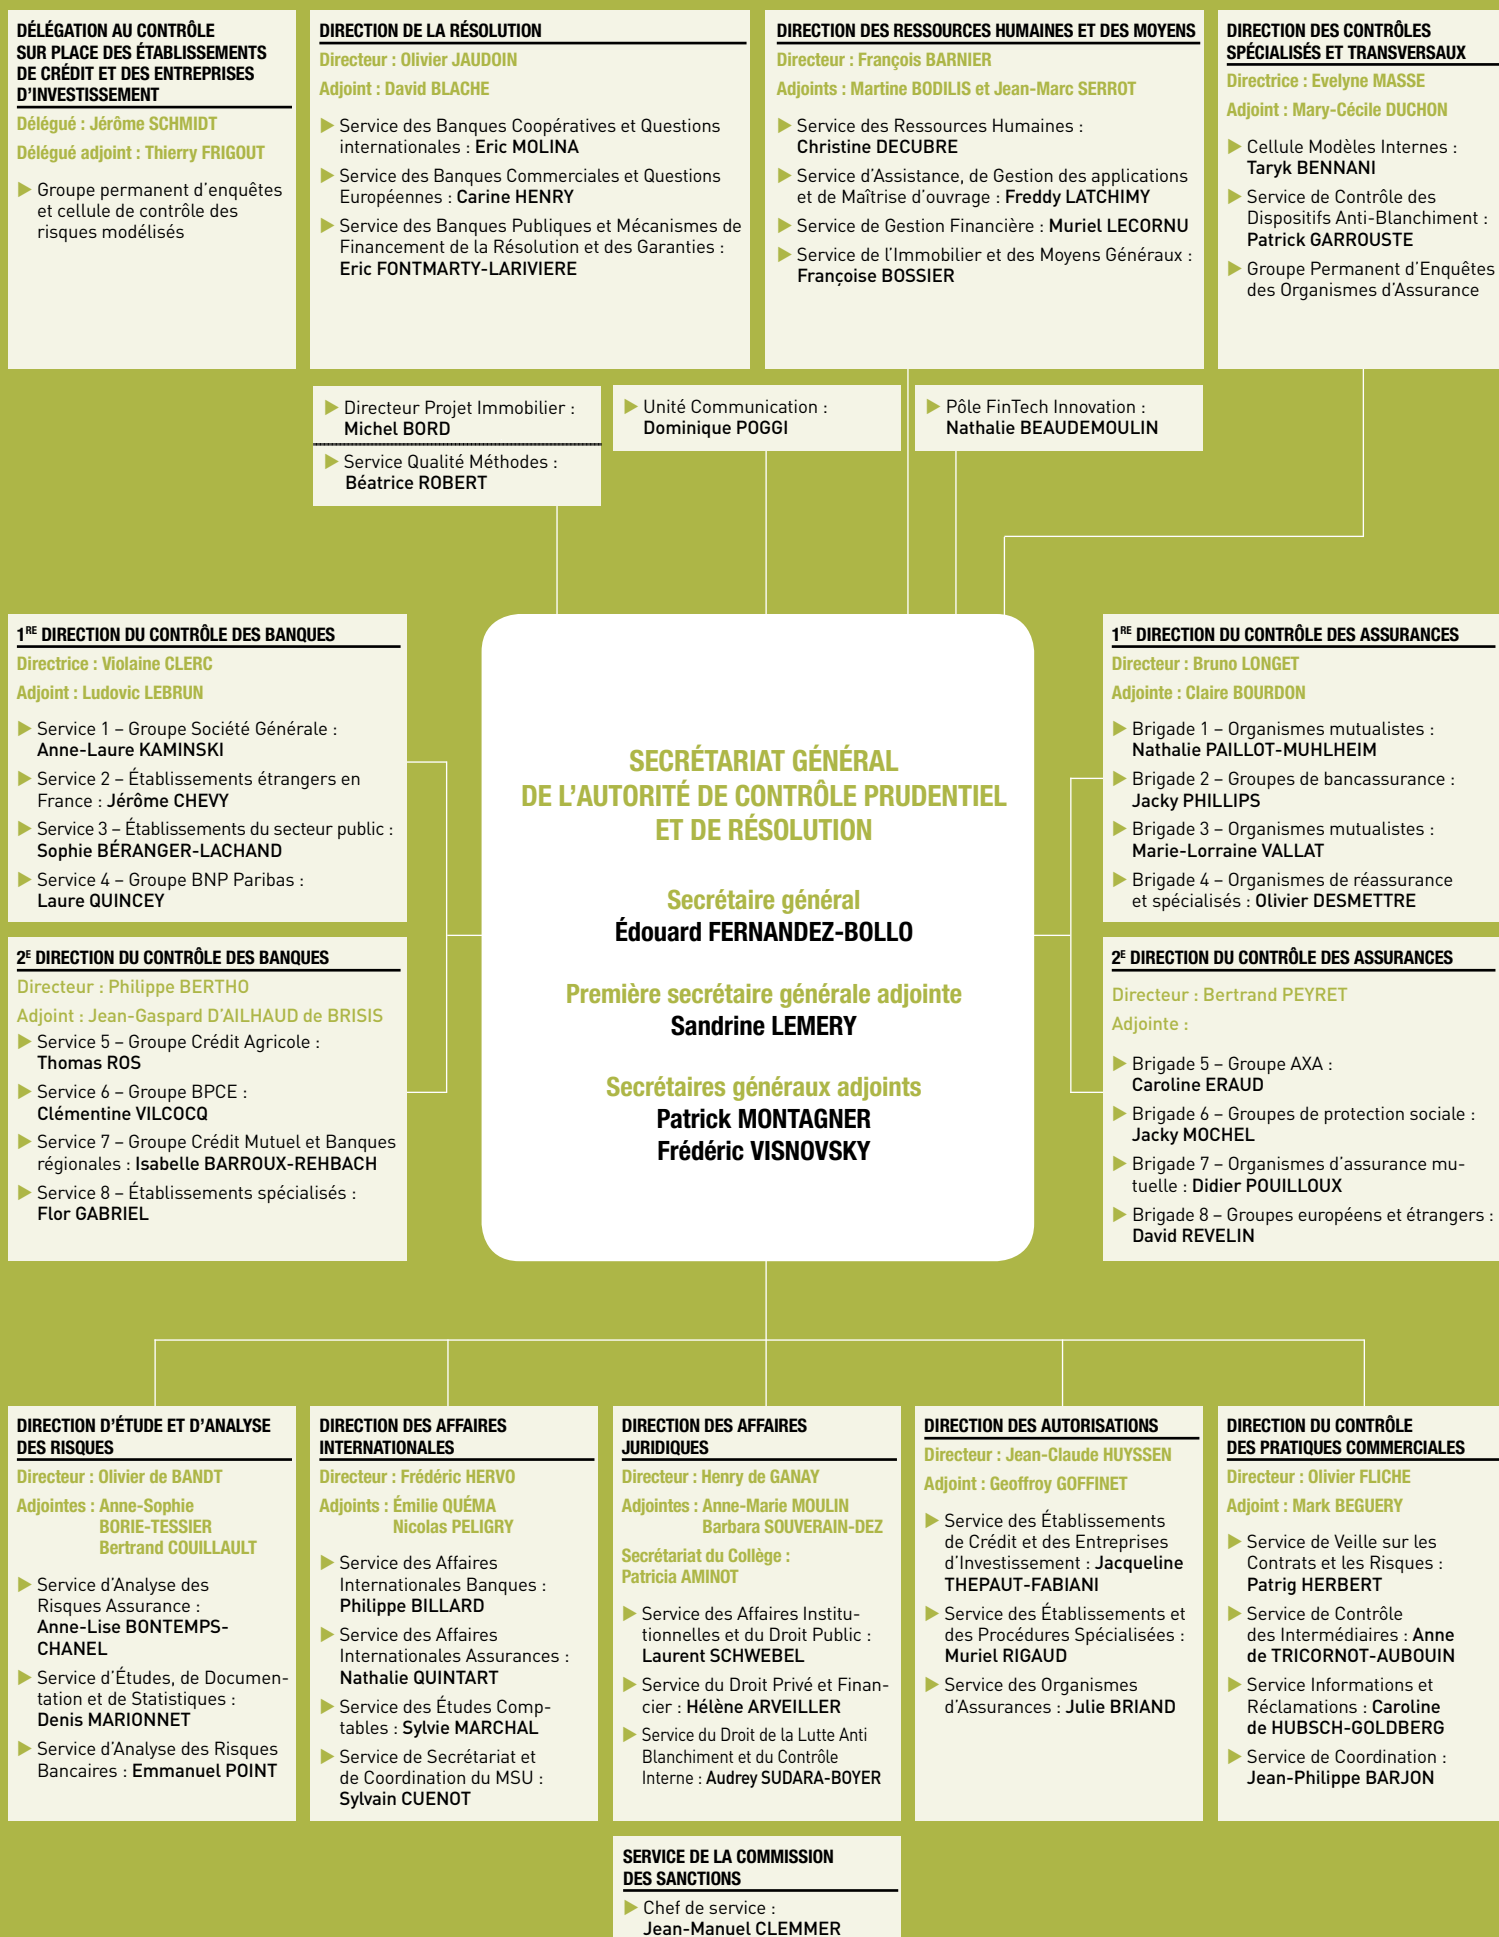 DÉLÉGATION AU CONTRÔLE
SUR PLACE DES ÉTABLISSEMENTS
DE CRÉDIT ET DES ENTREPRISES
D'INVESTISSEMENT
Délégué : Jérôme SCHMIDT
Délégué adjoint : Thierry FRIGOUT
▶ Groupe permanent d'enquêtes
et cellule de contrôle des
risques modélisés
DIRECTION DE LA RÉSOLUTION
Directeur : Olivier JAUDOIN
Adjoint : David BLACHE
▶ Service des Banques Coopératives et Questions
internationales : Eric MOLINA
▶ Service des Banques Commerciales et Questions
Européennes : Carine HENRY
▶ Service des Banques Publiques et Mécanismes de
Financement de la Résolution et des Garanties :
Eric FONTMARTY-LARIVIERE
DIRECTION DES RESSOURCES HUMAINES ET DES MOYENS
Directeur : François BARNIER
Adjoints : Martine BODILIS et Jean-Marc SERROT
▶ Service des Ressources Humaines :
Christine DECUBRE
▶ Service d'Assistance, de Gestion des applications
et de Maîtrise d'ouvrage : Freddy LATCHIMY
▶ Service de Gestion Financière : Muriel LECORNU
▶ Service de l'Immobilier et des Moyens Généraux :
Françoise BOSSIER
DIRECTION DES CONTRÔLES
SPÉCIALISÉS ET TRANSVERSAUX
Directrice : Evelyne MASSE
Adjoint : Mary-Cécile DUCHON
▶ Cellule Modèles Internes :
Taryk BENNANI
▶ Service de Contrôle des
Dispositifs Anti-Blanchiment :
Patrick GARROUSTE
▶ Groupe Permanent d'Enquêtes
des Organismes d'Assurance
▶ Directeur Projet Immobilier :
Michel BORD
▶ Service Qualité Méthodes :
Béatrice ROBERT
▶ Unité Communication :
Dominique POGGI
▶ Pôle FinTech Innovation :
Nathalie BEAUDEMOULIN
1RE DIRECTION DU CONTRÔLE DES BANQUES
Directrice : Violaine CLERC
Adjoint : Ludovic LEBRUN
▶ Service 1 – Groupe Société Générale :
Anne-Laure KAMINSKI
▶ Service 2 – Établissements étrangers en
France : Jérôme CHEVY
▶ Service 3 – Établissements du secteur public :
Sophie BÉRANGER-LACHAND
▶ Service 4 – Groupe BNP Paribas :
Laure QUINCEY
2E DIRECTION DU CONTRÔLE DES BANQUES
Directeur : Philippe BERTHO
Adjoint : Jean-Gaspard D'AILHAUD de BRISIS
▶ Service 5 – Groupe Crédit Agricole :
Thomas ROS
▶ Service 6 – Groupe BPCE :
Clémentine VILCOCQ
▶ Service 7 – Groupe Crédit Mutuel et Banques
régionales : Isabelle BARROUX-REHBACH
▶ Service 8 – Établissements spécialisés :
Flor GABRIEL
SECRÉTARIAT GÉNÉRAL
DE L'AUTORITÉ DE CONTRÔLE PRUDENTIEL
ET DE RÉSOLUTION
Secrétaire général
Édouard FERNANDEZ-BOLLO
Première secrétaire générale adjointe
Sandrine LEMERY
Secrétaires généraux adjoints
Patrick MONTAGNER
Frédéric VISNOVSKY
1RE DIRECTION DU CONTRÔLE DES ASSURANCES
Directeur : Bruno LONGET
Adjointe : Claire BOURDON
▶ Brigade 1 – Organismes mutualistes :
Nathalie PAILLOT-MUHLHEIM
▶ Brigade 2 – Groupes de bancassurance :
Jacky PHILLIPS
▶ Brigade 3 – Organismes mutualistes :
Marie-Lorraine VALLAT
▶ Brigade 4 – Organismes de réassurance
et spécialisés : Olivier DESMETTRE
2E DIRECTION DU CONTRÔLE DES ASSURANCES
Directeur : Bertrand PEYRET
Adjointe :
▶ Brigade 5 – Groupe AXA :
Caroline ERAUD
▶ Brigade 6 – Groupes de protection sociale :
Jacky MOCHEL
▶ Brigade 7 – Organismes d'assurance mu-
tuelle : Didier POUILLOUX
▶ Brigade 8 – Groupes européens et étrangers :
David REVELIN
DIRECTION D'ÉTUDE ET D'ANALYSE
DES RISQUES
Directeur : Olivier de BANDT
Adjointes : Anne-Sophie
BORIE-TESSIER
Bertrand COUILLAULT
▶ Service d'Analyse des
Risques Assurance :
Anne-Lise BONTEMPS-
CHANEL
▶ Service d'Études, de Documen-
tation et de Statistiques :
Denis MARIONNET
▶ Service d'Analyse des Risques
Bancaires : Emmanuel POINT
DIRECTION DES AFFAIRES
INTERNATIONALES
Directeur : Frédéric HERVO
Adjoints : Émilie QUÉMA
Nicolas PELIGRY
▶ Service des Affaires
Internationales Banques :
Philippe BILLARD
▶ Service des Affaires
Internationales Assurances :
Nathalie QUINTART
▶ Service des Études Comp-
tables : Sylvie MARCHAL
▶ Service de Secrétariat et
de Coordination du MSU :
Sylvain CUENOT
DIRECTION DES AFFAIRES
JURIDIQUES
Directeur : Henry de GANAY
Adjointes : Anne-Marie MOULIN
Barbara SOUVERAIN-DEZ
Secrétariat du Collège :
Patricia AMINOT
▶ Service des Affaires Institu-
tionnelles et du Droit Public :
Laurent SCHWEBEL
▶ Service du Droit Privé et Finan-
cier : Hélène ARVEILLER
▶ Service du Droit de la Lutte Anti
Blanchiment et du Contrôle
Interne : Audrey SUDARA-BOYER
DIRECTION DES AUTORISATIONS
Directeur : Jean-Claude HUYSSEN
Adjoint : Geoffroy GOFFINET
▶ Service des Établissements
de Crédit et des Entreprises
d'Investissement : Jacqueline
THEPAUT-FABIANI
▶ Service des Établissements et
des Procédures Spécialisées :
Muriel RIGAUD
▶ Service des Organismes
d'Assurances : Julie BRIAND
DIRECTION DU CONTRÔLE
DES PRATIQUES COMMERCIALES
Directeur : Olivier FLICHE
Adjoint : Mark BEGUERY
▶ Service de Veille sur les
Contrats et les Risques :
Patrig HERBERT
▶ Service de Contrôle
des Intermédiaires : Anne
de TRICORNOT-AUBOUIN
▶ Service Informations et
Réclamations : Caroline
de HUBSCH-GOLDBERG
▶ Service de Coordination :
Jean-Philippe BARJON
SERVICE DE LA COMMISSION
DES SANCTIONS
▶ Chef de service :
Jean-Manuel CLEMMER